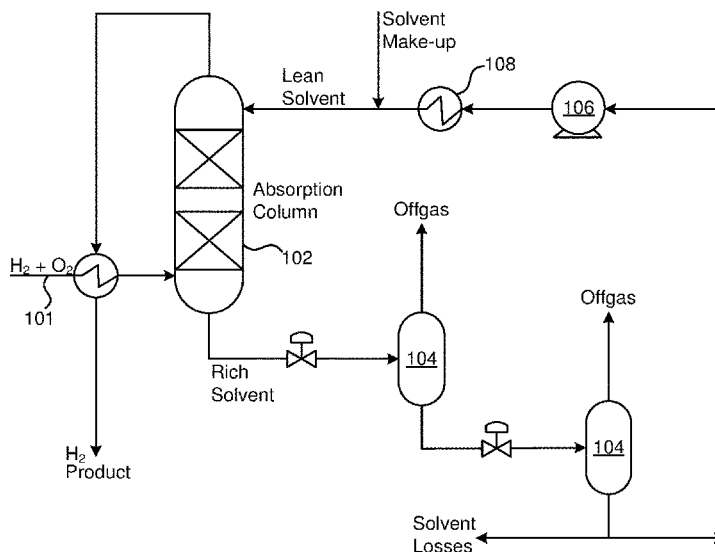 Solvent
Make-up
108
Lean
Solvent
106
Absorption
Column
Offgas
102
H₂ + O₂
101
Offgas
104
Rich
Solvent
104
H₂
Product
Solvent
Losses